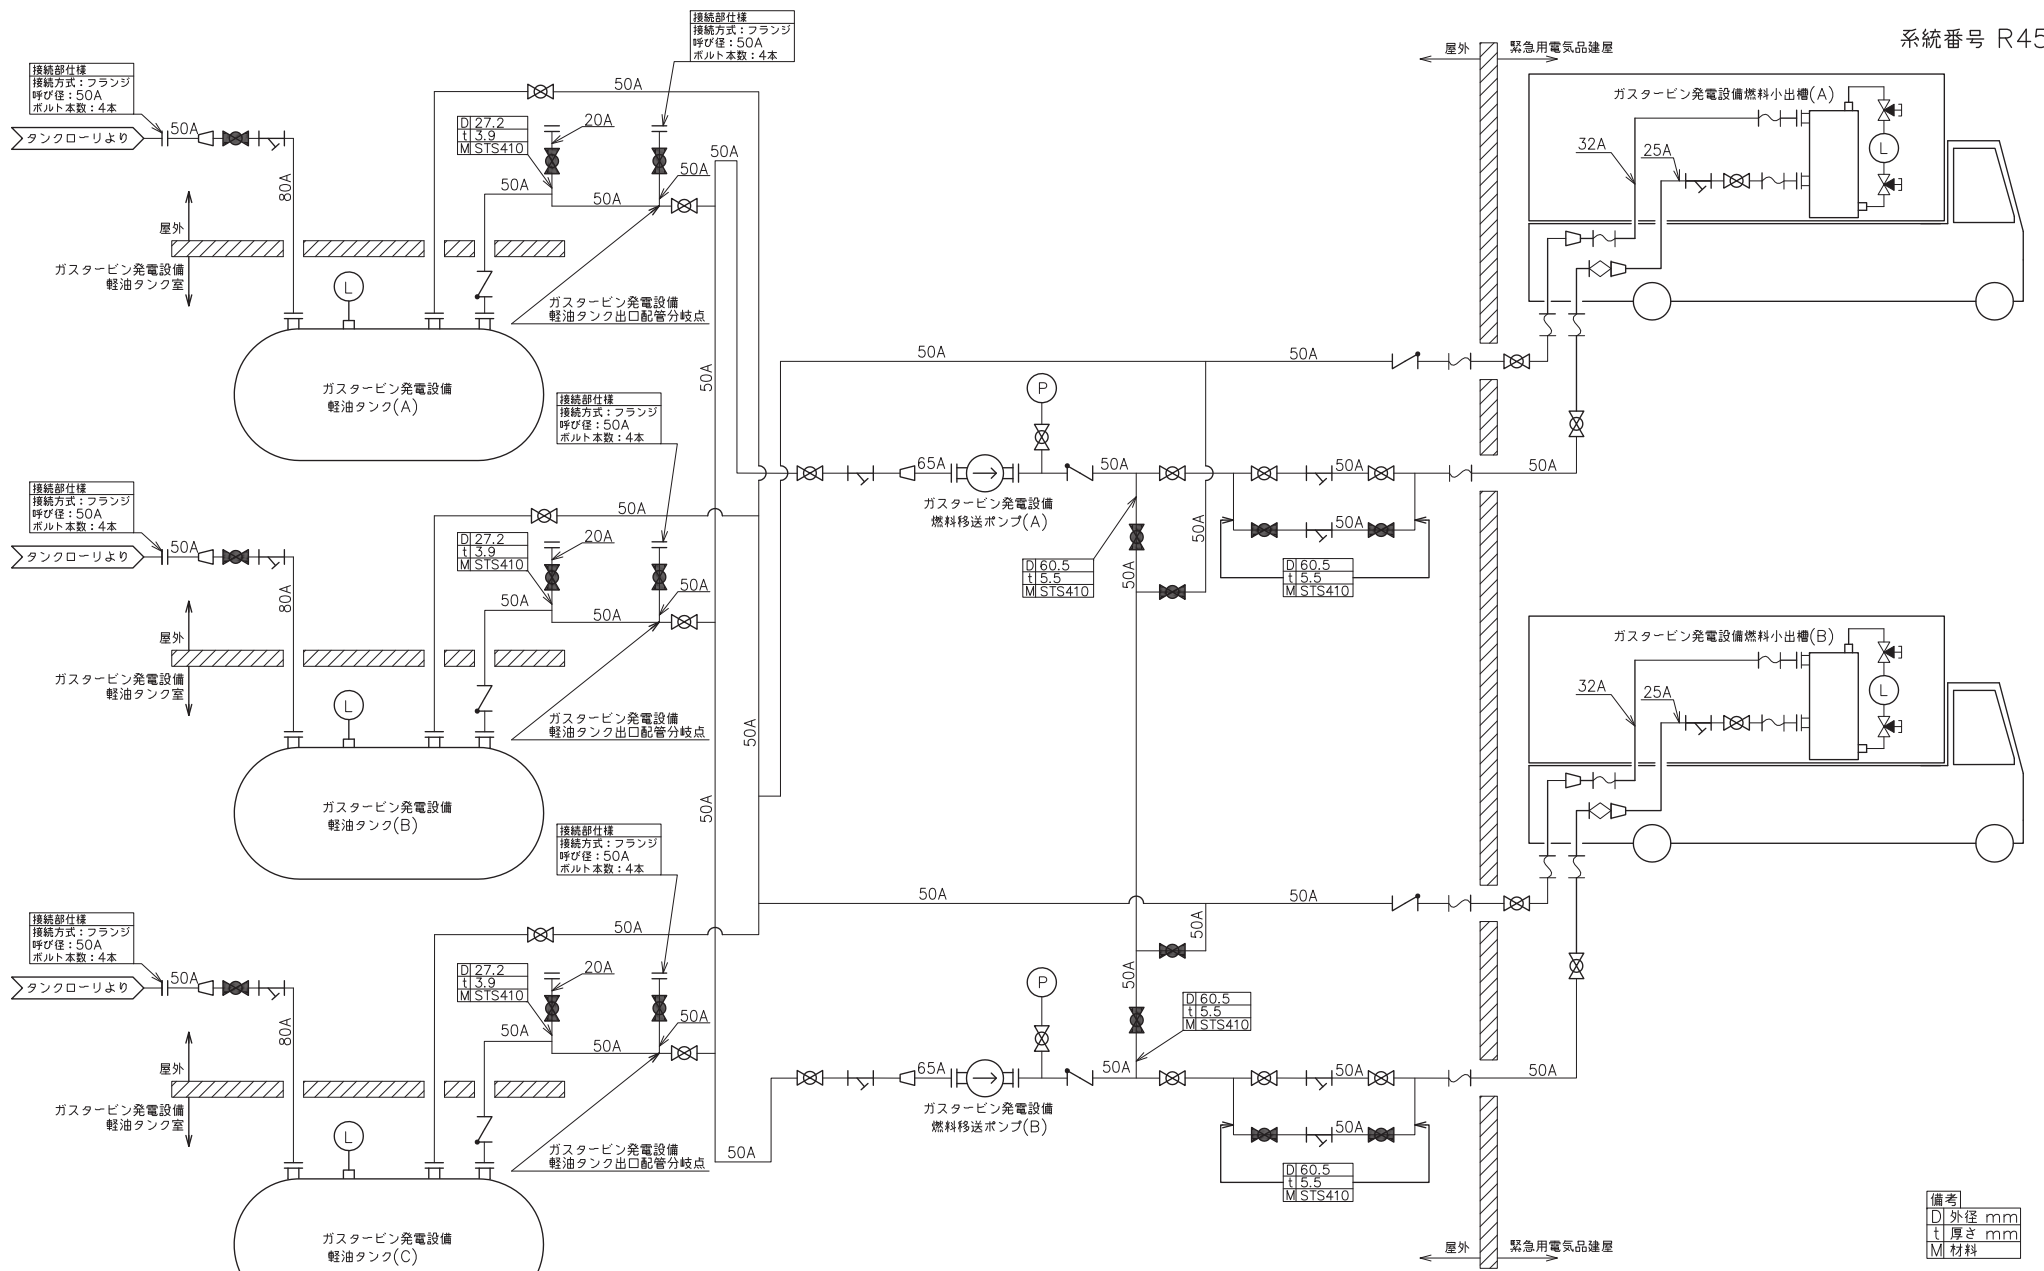 系統番号 R45
接続部仕様
接続方式：フランジ
呼び径：50A
ボルト本数：4本
屋外
緊急用電気品建屋
接続部仕様
接続方式：フランジ
呼び径：50A
ボルト本数：4本
タンクローリより
50A
80A
50A
D 27.2
t 3.9
M STS410
20A
50A
50A
50A
50A
屋外
ガスタービン発電設備
軽油タンク室
L
ガスタービン発電設備
軽油タンク出口配管分岐点
ガスタービン発電設備
軽油タンク(A)
50A
ガスタービン発電設備燃料小出槽(A)
32A
25A
L
50A
50A
P
65A
ガスタービン発電設備
燃料移送ポンプ(A)
50A
50A
50A
50A
50A
50A
D 60.5
t 5.5
M STS410
D 60.5
t 5.5
M STS410
接続部仕様
接続方式：フランジ
呼び径：50A
ボルト本数：4本
接続部仕様
接続方式：フランジ
呼び径：50A
ボルト本数：4本
タンクローリより
50A
80A
50A
D 27.2
t 3.9
M STS410
20A
50A
50A
50A
屋外
ガスタービン発電設備
軽油タンク室
L
ガスタービン発電設備
軽油タンク出口配管分岐点
ガスタービン発電設備
軽油タンク(B)
50A
50A
ガスタービン発電設備燃料小出槽(B)
32A
25A
L
50A
50A
50A
50A
接続部仕様
接続方式：フランジ
呼び径：50A
ボルト本数：4本
接続部仕様
接続方式：フランジ
呼び径：50A
ボルト本数：4本
タンクローリより
50A
80A
50A
D 27.2
t 3.9
M STS410
20A
50A
50A
50A
屋外
ガスタービン発電設備
軽油タンク室
L
ガスタービン発電設備
軽油タンク出口配管分岐点
ガスタービン発電設備
軽油タンク(C)
50A
P
65A
ガスタービン発電設備
燃料移送ポンプ(B)
50A
D 60.5
t 5.5
M STS410
50A
50A
50A
D 60.5
t 5.5
M STS410
屋外
緊急用電気品建屋
備考
D 外径 mm
t 厚さ mm
M 材料